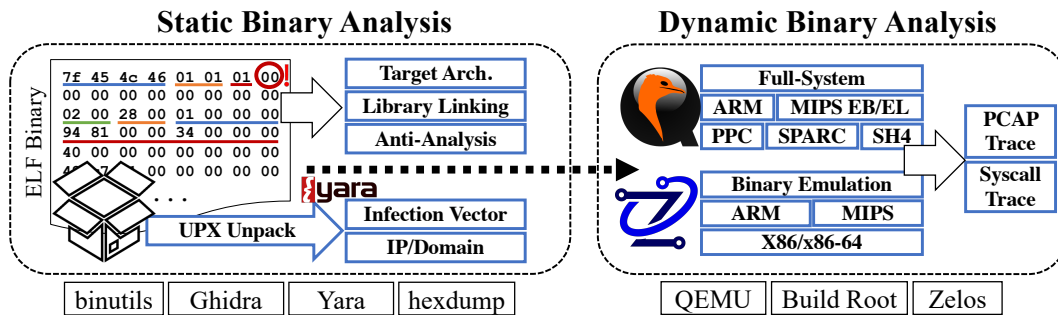 Static Binary Analysis
ELF Binary
7f 45 4c 46 01 01 01 00 !
00 00 00 00 00 00 00 00
02 00 28 00 01 00 00 00
94 81 00 00 34 00 00 00
40 00 00 00 00 00 00
00 00 00 00
. . .
Target Arch.
Library Linking
Anti-Analysis
yara
UPX Unpack
Infection Vector
IP/Domain
binutils
Ghidra
Yara
hexdump
Dynamic Binary Analysis
Full-System
ARM
MIPS EB/EL
PPC
SPARC
SH4
Binary Emulation
ARM
MIPS
X86/x86-64
PCAP
Trace
Syscall
Trace
QEMU
Build Root
Zelos